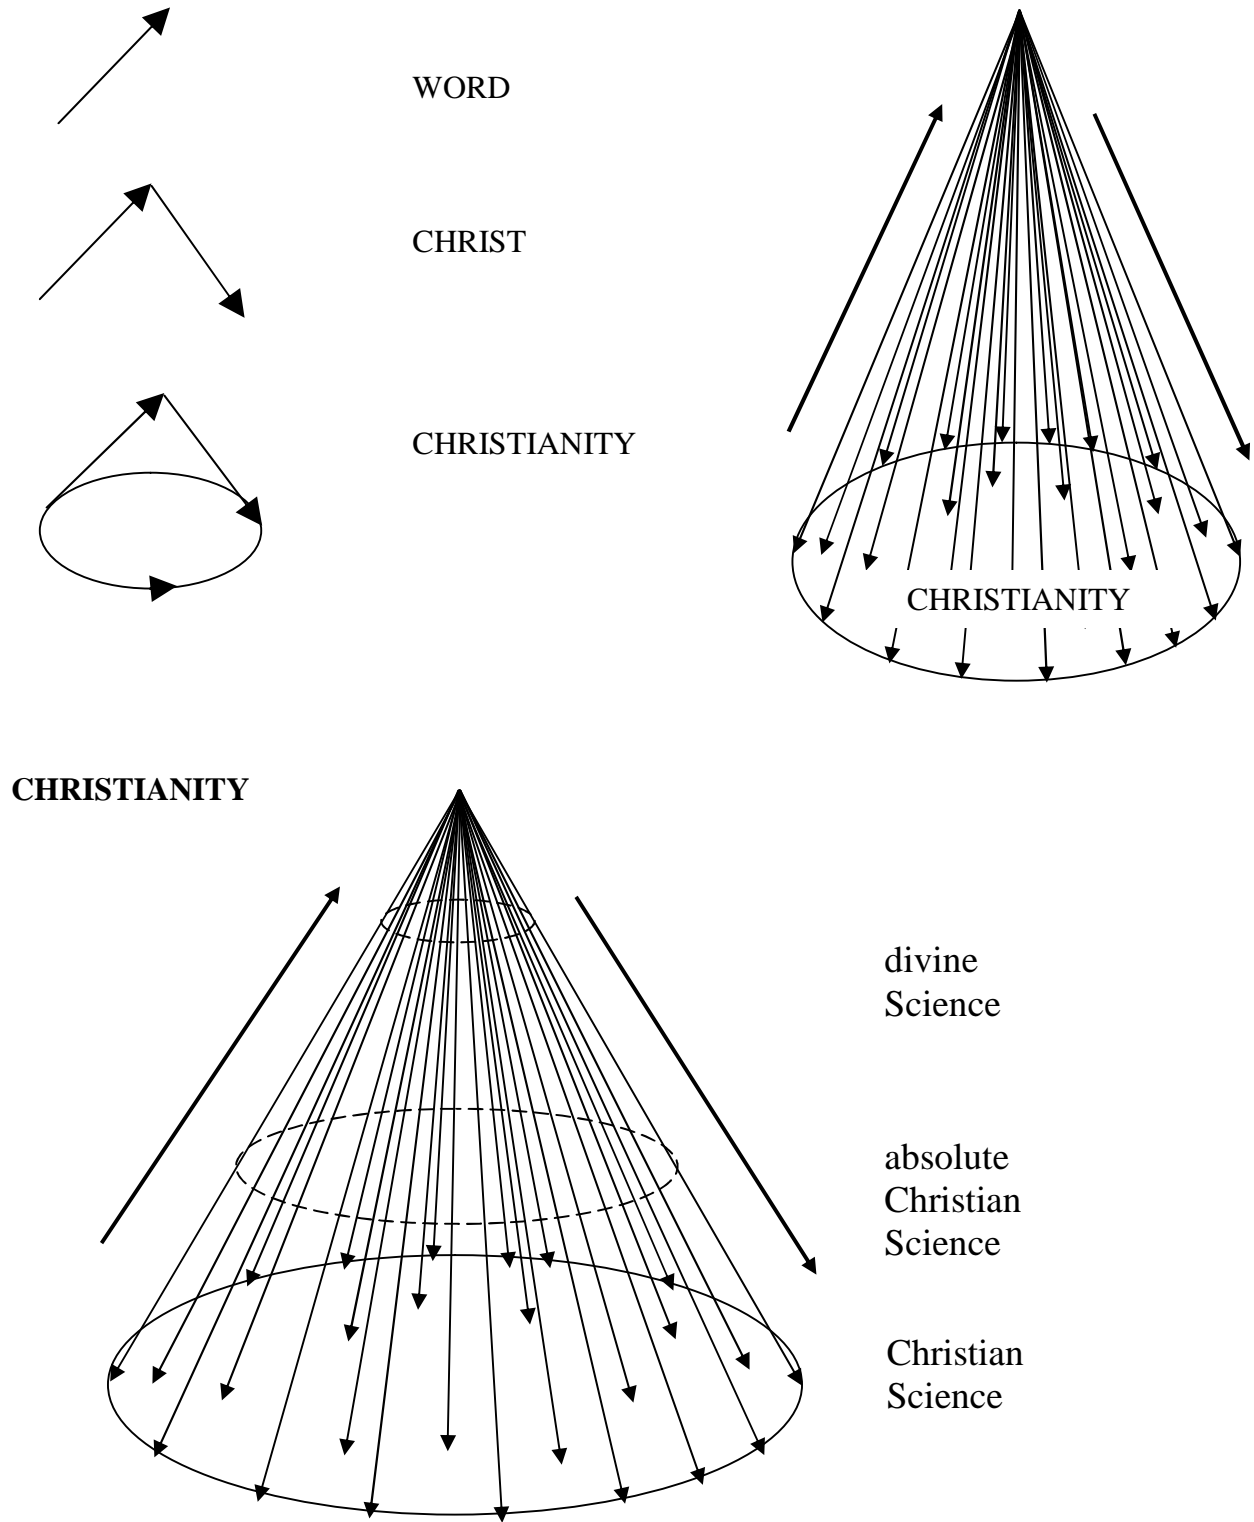 WORD
CHRIST
CHRISTIANITY
CHRISTIANITY
CHRISTIANITY
divine
Science
absolute
Christian
Science
Christian
Science